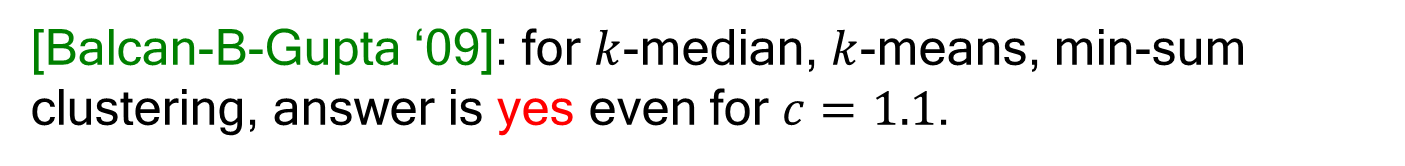 [Balcan-B-Gupta ‘09]: for 𝑘-median, 𝑘-means, min-sum
clustering, answer is yes even for 𝑐 = 1.1.